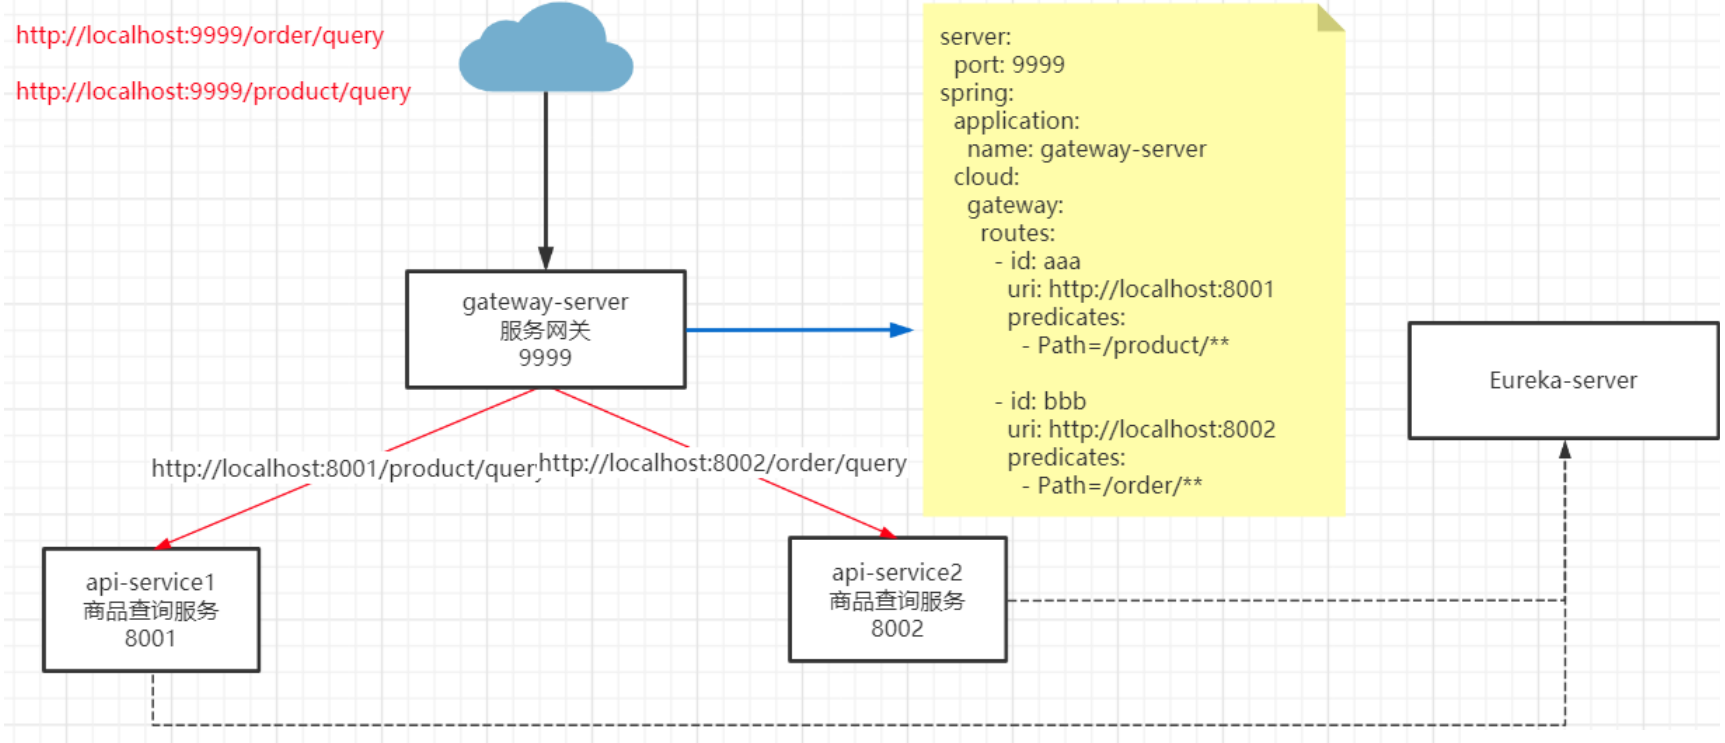 http://localhost:9999/order/query
http://localhost:9999/product/query
gateway-server
服务网关
9999
server:
port: 9999
spring:
application:
name: gateway-server
cloud:
gateway:
routes:
- id: aaa
uri: http://localhost:8001
predicates:
- Path=/product/**
- id: bbb
uri: http://localhost:8002
predicates:
- Path=/order/**
Eureka-server
http://localhost:8001/product/query
http://localhost:8002/order/query
api-service1
商品查询服务
8001
api-service2
商品查询服务
8002